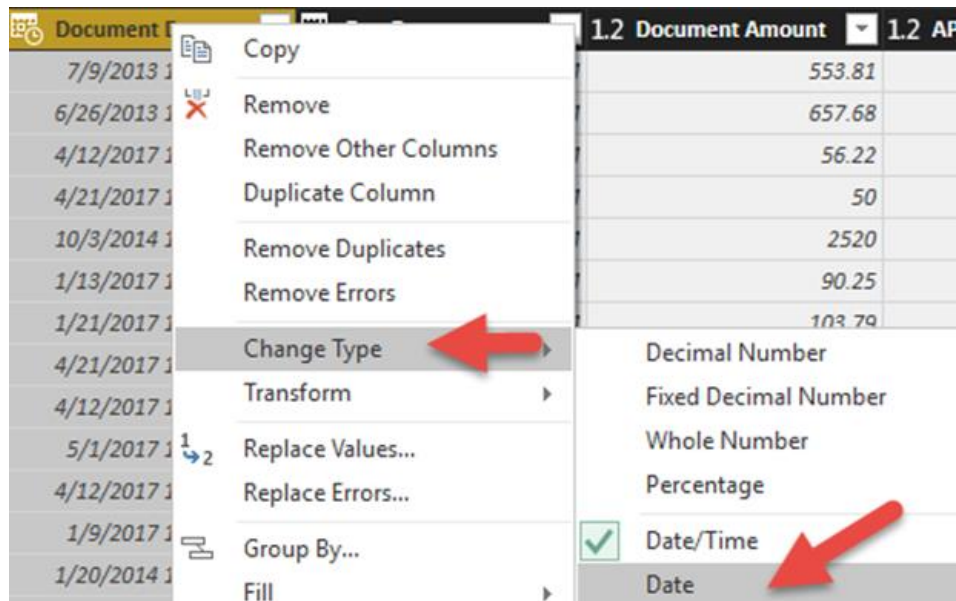 Document D
1.2 Document Amount
1.2 AP
7/9/2013 1
6/26/2013 1
4/12/2017 1
4/21/2017 1
10/3/2014 1
1/13/2017 1
1/21/2017 1
4/21/2017 1
4/12/2017 1
5/1/2017 1
4/12/2017 1
1/9/2017 1
1/20/2014 1
Copy
Remove
Remove Other Columns
Duplicate Column
Remove Duplicates
Remove Errors
Change Type
Transform
1 2 Replace Values...
Replace Errors...
Group By...
Fill
553.81
657.68
56.22
50
2520
90.25
103.79
Decimal Number
Fixed Decimal Number
Whole Number
Percentage
Date/Time
Date